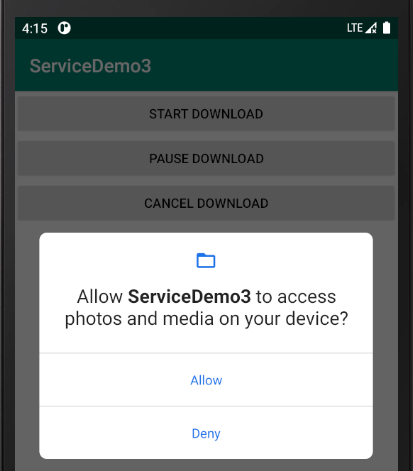 4:15
LTE
ServiceDemo3
START DOWNLOAD
PAUSE DOWNLOAD
CANCEL DOWNLOAD
Allow ServiceDemo3 to access
photos and media on your device?
Allow
Deny